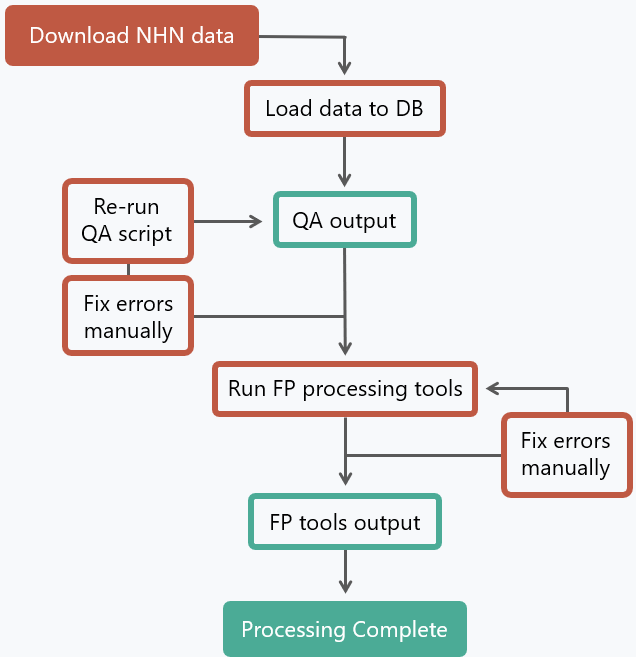 Download NHN data
Load data to DB
Re-run
QA script
QA output
Fix errors
manually
Run FP processing tools
Fix errors
manually
FP tools output
Processing Complete